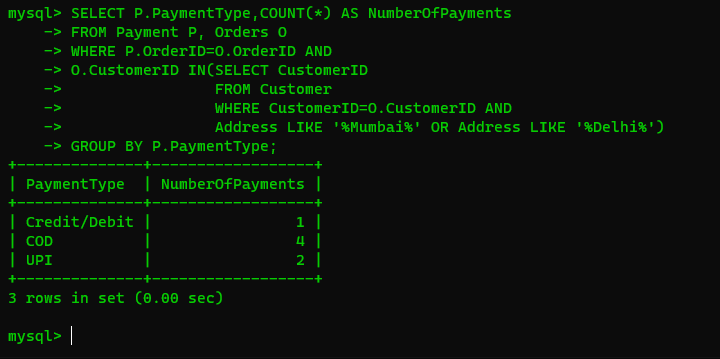 mysql> SELECT P.PaymentType,COUNT(*) AS NumberOfPayments
    -> FROM Payment P, Orders O
    -> WHERE P.OrderID=O.OrderID AND
    -> O.CustomerID IN(SELECT CustomerID
    ->                 FROM Customer
    ->                 WHERE CustomerID=O.CustomerID AND
    ->                 Address LIKE '%Mumbai%' OR Address LIKE '%Delhi%')
    -> GROUP BY P.PaymentType;
+--------------+------------------+
| PaymentType  | NumberOfPayments |
+--------------+------------------+
| Credit/Debit |                1 |
| COD          |                4 |
| UPI          |                2 |
+--------------+------------------+
3 rows in set (0.00 sec)
mysql>